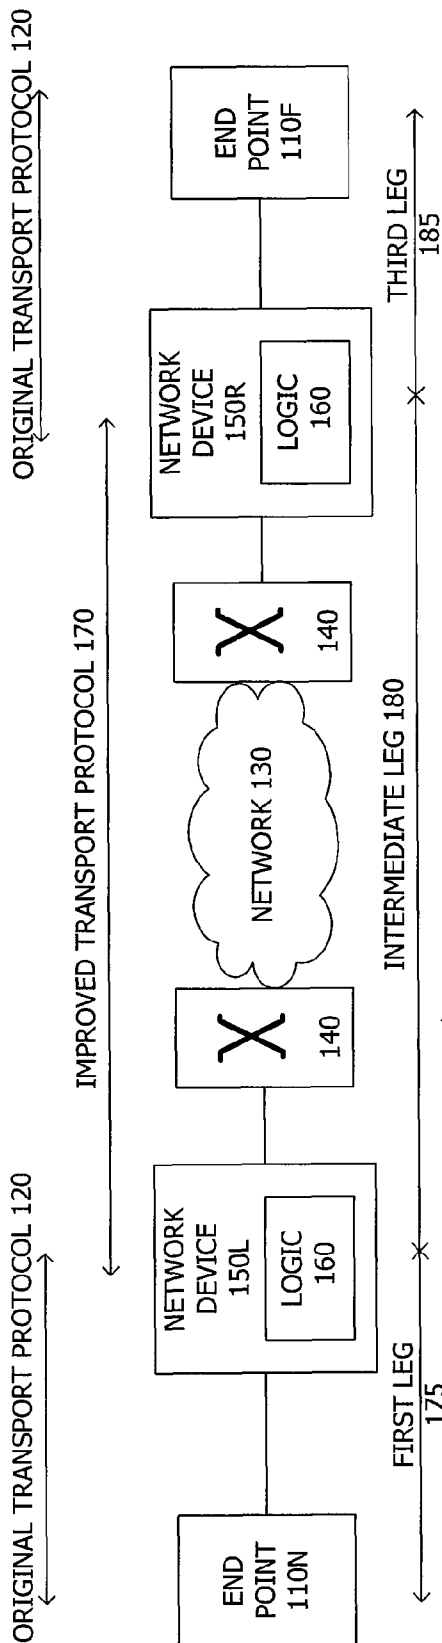 ORIGINAL TRANSPORT PROTOCOL 120
ORIGINAL TRANSPORT PROTOCOL 120
IMPROVED TRANSPORT PROTOCOL 170
END
POINT
110N
NETWORK
DEVICE
150L
LOGIC
160
X
140
NETWORK 130
X
140
NETWORK
DEVICE
150R
LOGIC
160
END
POINT
110F
FIRST LEG
175
INTERMEDIATE LEG 180
THIRD LEG
185